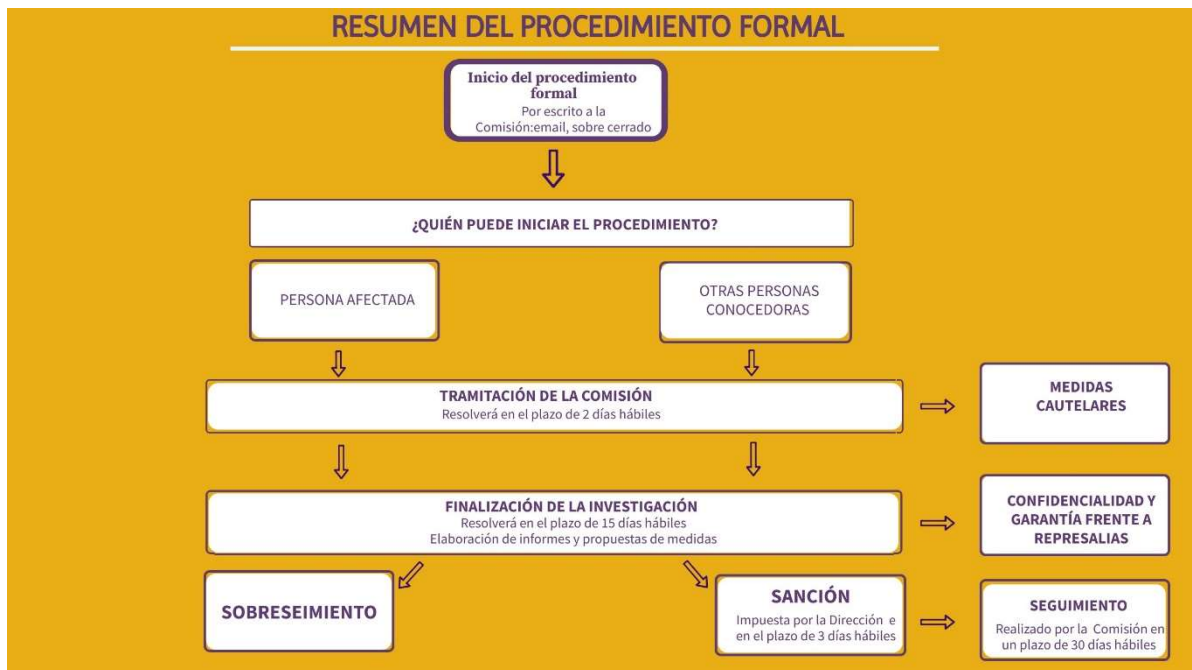 RESUMEN DEL PROCEDIMIENTO FORMAL
Inicio del procedimiento
formal
Por escrito a la
Comisión:email, sobre cerrado
¿QUIÉN PUEDE INICIAR EL PROCEDIMIENTO?
PERSONA AFECTADA
OTRAS PERSONAS
CONOCEDORAS
TRAMITACIÓN DE LA COMISIÓN
Resolverá en el plazo de 2 días hábiles
MEDIDAS
CAUTELARES
FINALIZACIÓN DE LA INVESTIGACIÓN
Resolverá en el plazo de 15 días hábiles
Elaboración de informes y propuestas de medidas
CONFIDENCIALIDAD Y
GARANTÍA FRENTE A
REPRESALIAS
SOBRESEIMIENTO
SANCIÓN
Impuesta por la Dirección e
en el plazo de 3 días hábiles
SEGUIMIENTO
Realizado por la Comisión en
un plazo de 30 días hábiles